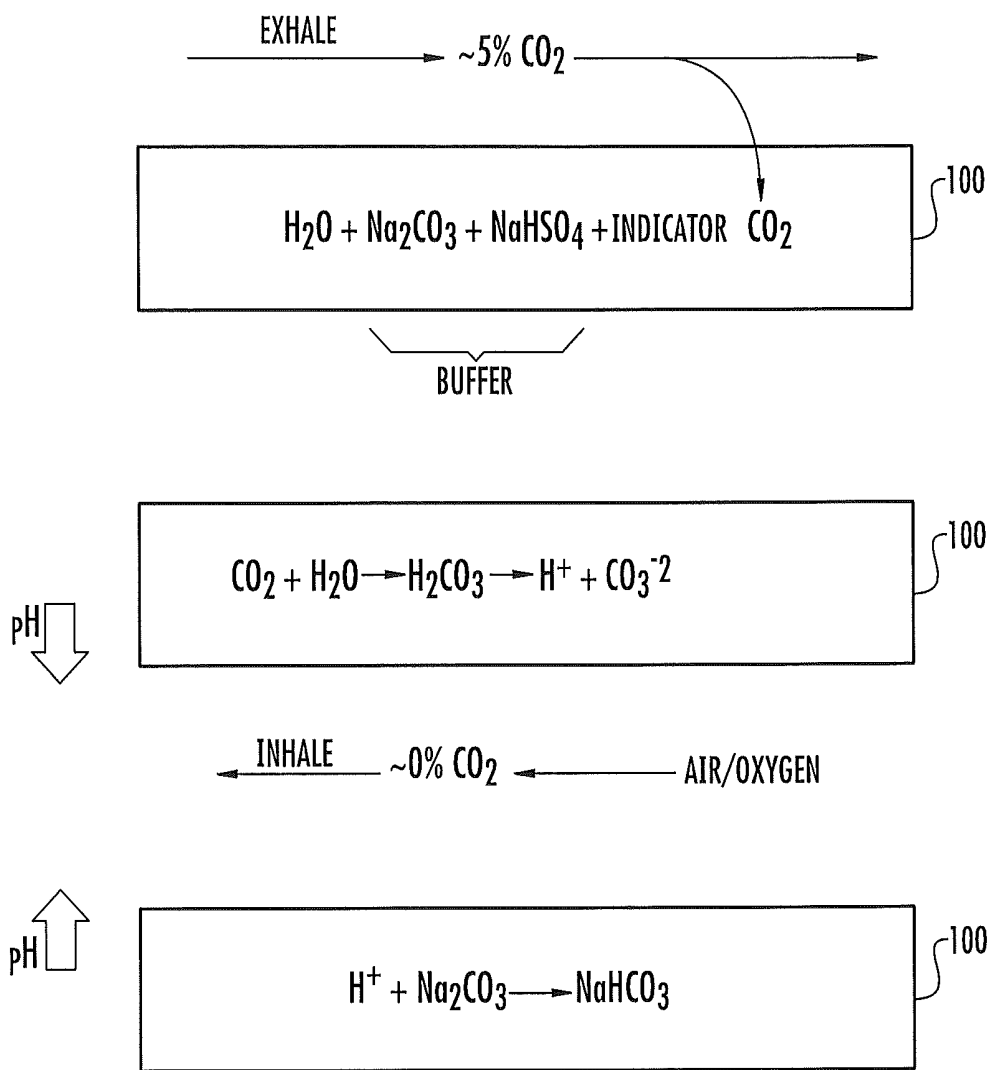 EXHALE
~5% CO₂
100
H₂O + Na₂CO₃ + NaHSO₄ + INDICATOR CO₂
BUFFER
100
CO₂ + H₂O → H₂CO₃ → H⁺ + CO₃⁻²
pH
INHALE ~0% CO₂ AIR/OXYGEN
pH
100
H⁺ + Na₂CO₃ → NaHCO₃